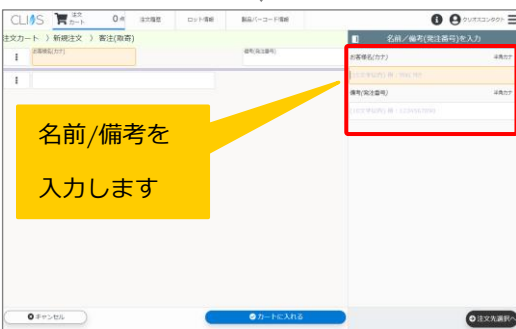 CLIOS
注文
カート
0点
注文履歴
ロット情報
製品バーコード情報
クリオスコンタクト
注文カート 〉 新規注文 〉 客注(取寄)
名前／備考(発注番号)を入力
お客様名(カナ)
備考(発注番号)
お客様名(カナ)
半角カナ
備考(発注番号)
半角カナ
名前/備考を
入力します
キャンセル
カートに入れる
注文先選択へ